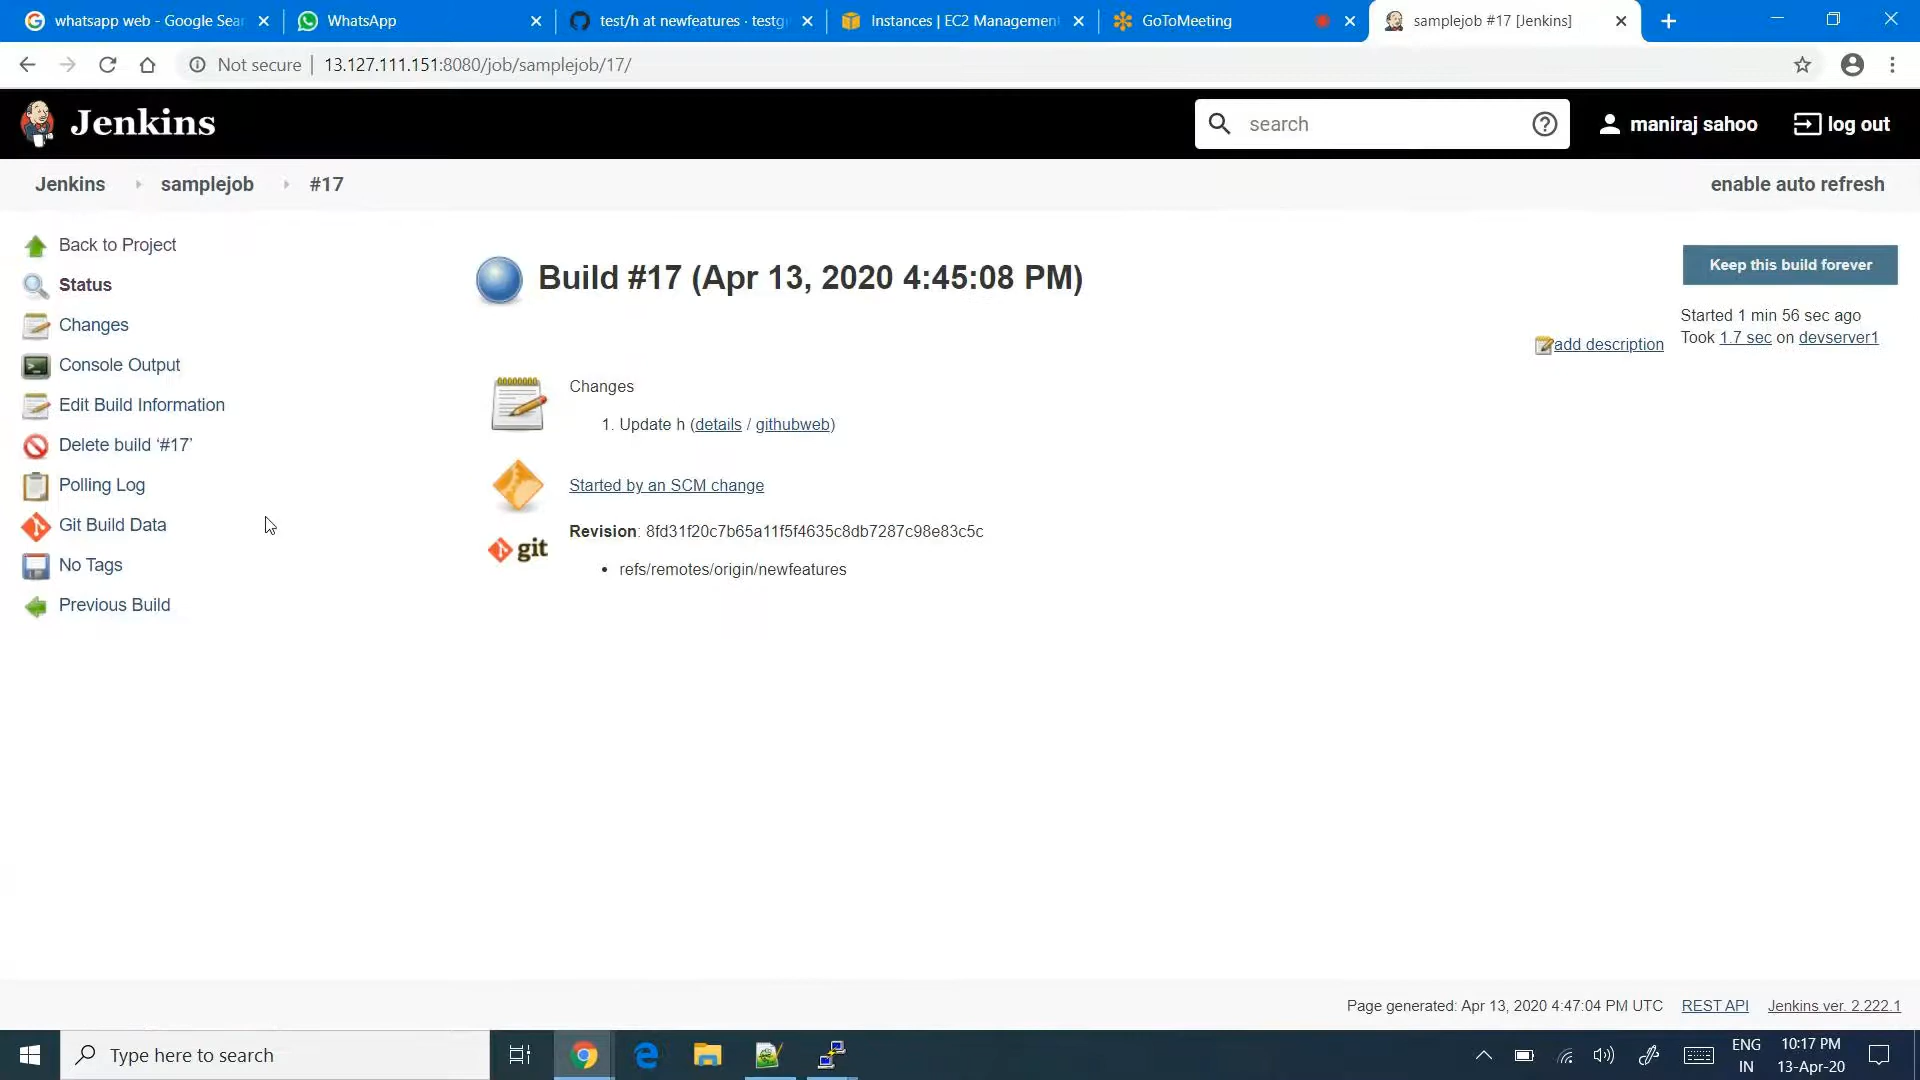 whatsapp web - Google Sear
WhatsApp
test/h at newfeatures · testg
Instances | EC2 Management
GoToMeeting
samplejob #17 [Jenkins]
Not secure | 13.127.111.151:8080/job/samplejob/17/
Jenkins
search
maniraj sahoo
log out
Jenkins
samplejob
#17
enable auto refresh
Back to Project
Status
Changes
Console Output
Edit Build Information
Delete build ‘#17’
Polling Log
Git Build Data
No Tags
Previous Build
Build #17 (Apr 13, 2020 4:45:08 PM)
Keep this build forever
Started 1 min 56 sec ago
Took 1.7 sec on devserver1
add description
Changes
1. Update h (details / githubweb)
Started by an SCM change
git
Revision: 8fd31f20c7b65a11f5f4635c8db7287c98e83c5c
• refs/remotes/origin/newfeatures
Page generated: Apr 13, 2020 4:47:04 PM UTC
REST API
Jenkins ver. 2.222.1
Type here to search
ENG
IN
10:17 PM
13-Apr-20